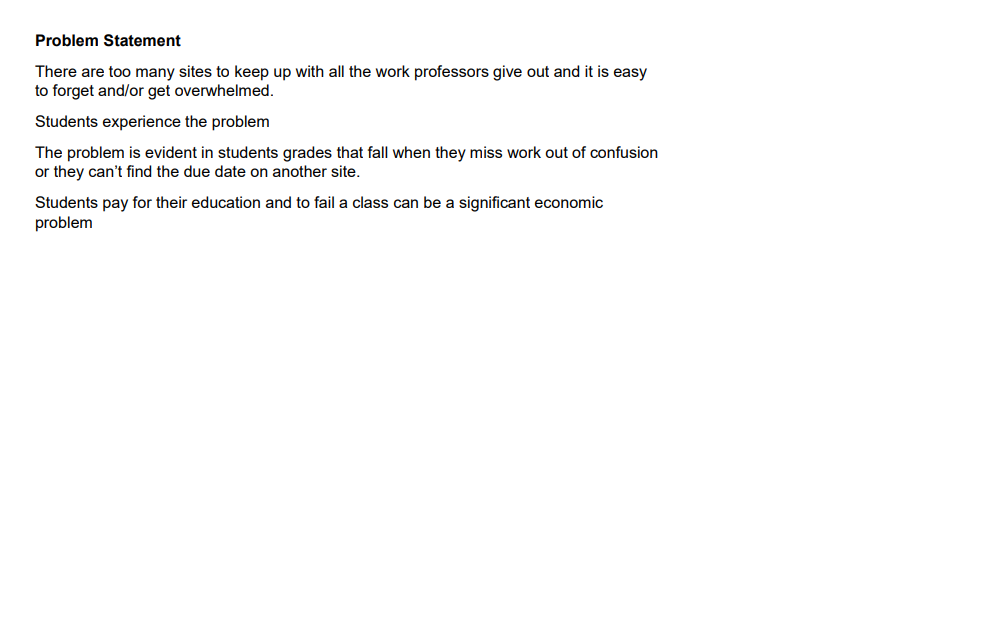 Problem Statement
There are too many sites to keep up with all the work professors give out and it is easy
to forget and/or get overwhelmed.
Students experience the problem
The problem is evident in students grades that fall when they miss work out of confusion
or they can’t find the due date on another site.
Students pay for their education and to fail a class can be a significant economic
problem